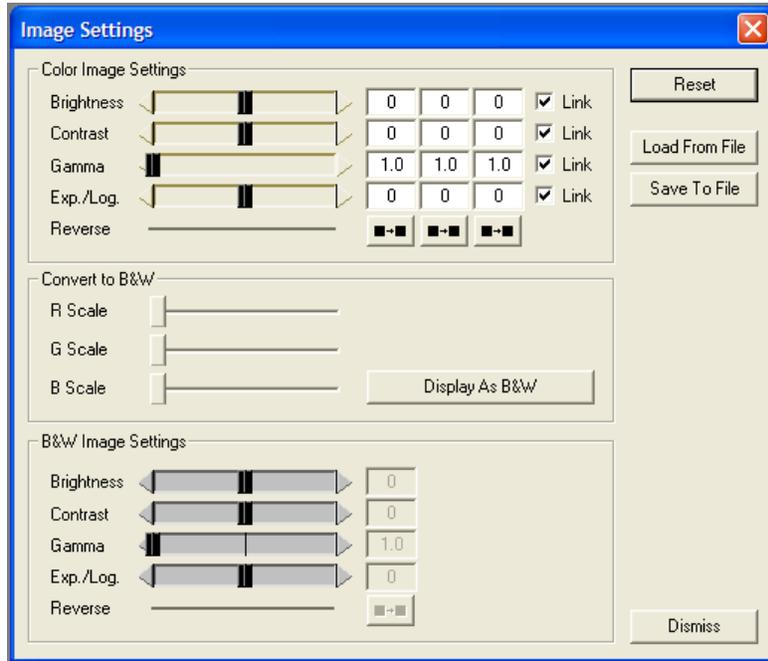 Image Settings
Color Image Settings
Brightness 0 0 0 Link
Contrast 0 0 0 Link
Gamma 1.0 1.0 1.0 Link
Exp./Log. 0 0 0 Link
Reverse
Reset
Load From File
Save To File
Convert to B&W
R Scale
G Scale
B Scale
Display As B&W
B&W Image Settings
Brightness 0
Contrast 0
Gamma 1.0
Exp./Log. 0
Reverse
Dismiss